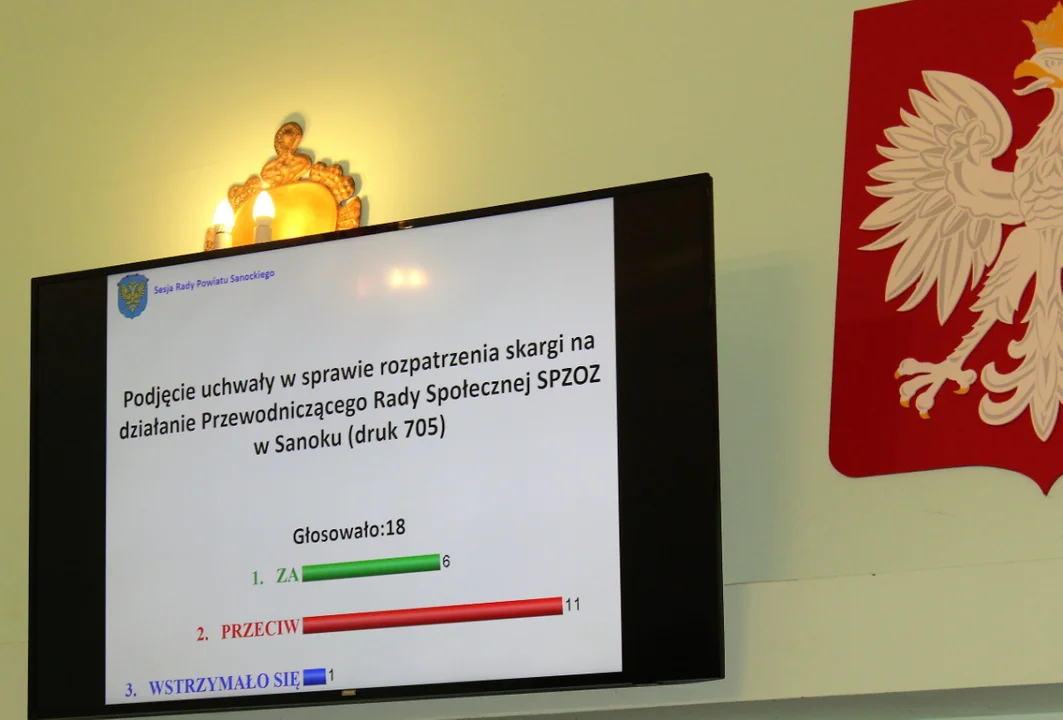 Sesja Rady Powiatu Sanockiego
Podjęcie uchwały w sprawie rozpatrzenia skargi na
działanie Przewodniczącego Rady Społecznej SPZOZ
w Sanoku (druk 705)
Głosowało:18
1. ZA 6
2. PRZECIW 11
3. WSTRZYMAŁO SIĘ 1